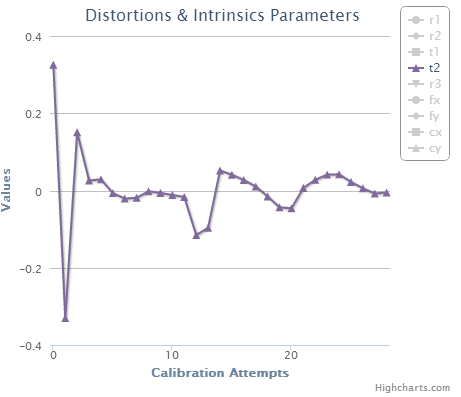 Distortions & Intrinsics Parameters
r1
r2
t1
t2
r3
fx
fy
cx
cy
0.4
0.2
0
-0.2
-0.4
Values
0 10 20
Calibration Attempts
Highcharts.com